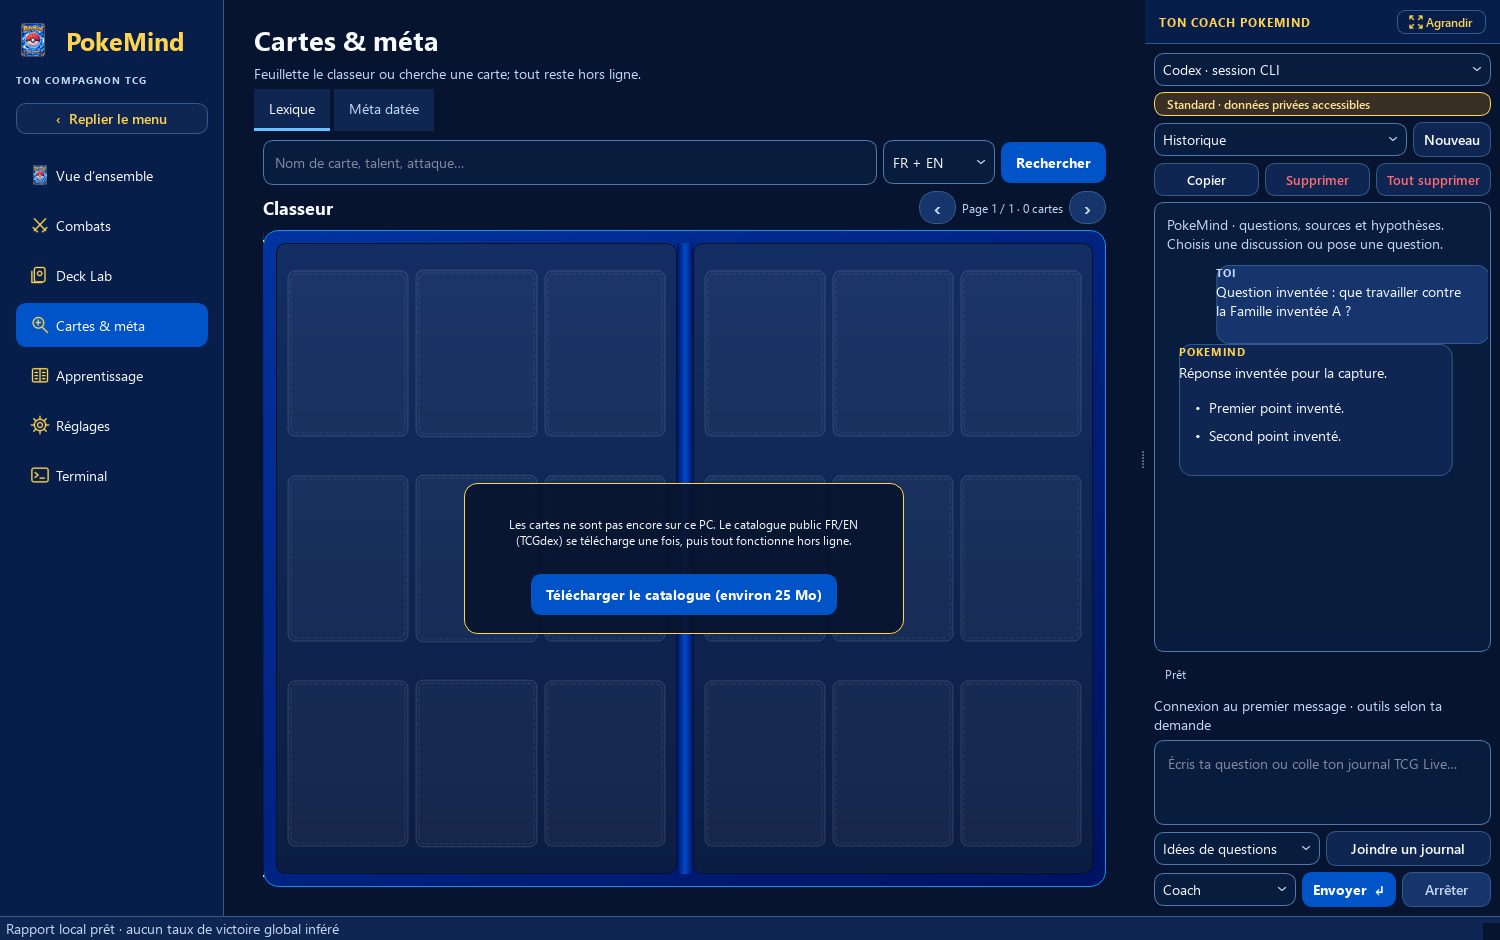 PokeMind
TON COMPAGNON TCG
‹ Replier le menu
Vue d'ensemble
Combats
Deck Lab
Cartes & méta
Apprentissage
Réglages
Terminal
Cartes & méta
Feuillette le classeur ou cherche une carte; tout reste hors ligne.
Lexique
Méta datée
Nom de carte, talent, attaque…
FR + EN
Rechercher
Classeur
‹ Page 1 / 1 · 0 cartes ›
Les cartes ne sont pas encore sur ce PC. Le catalogue public FR/EN
(TCGdex) se télécharge une fois, puis tout fonctionne hors ligne.
Télécharger le catalogue (environ 25 Mo)
TON COACH POKEMIND
Agrandir
Codex · session CLI
Standard · données privées accessibles
Historique
Nouveau
Copier
Supprimer
Tout supprimer
PokeMind · questions, sources et hypothèses.
Choisis une discussion ou pose une question.
TOI
Question inventée : que travailler contre
la Famille inventée A ?
POKEMIND
Réponse inventée pour la capture.
• Premier point inventé.
• Second point inventé.
Prêt
Connexion au premier message · outils selon ta
demande
Écris ta question ou colle ton journal TCG Live…
Idées de questions
Joindre un journal
Coach
Envoyer ↲
Arrêter
Rapport local prêt · aucun taux de victoire global inféré